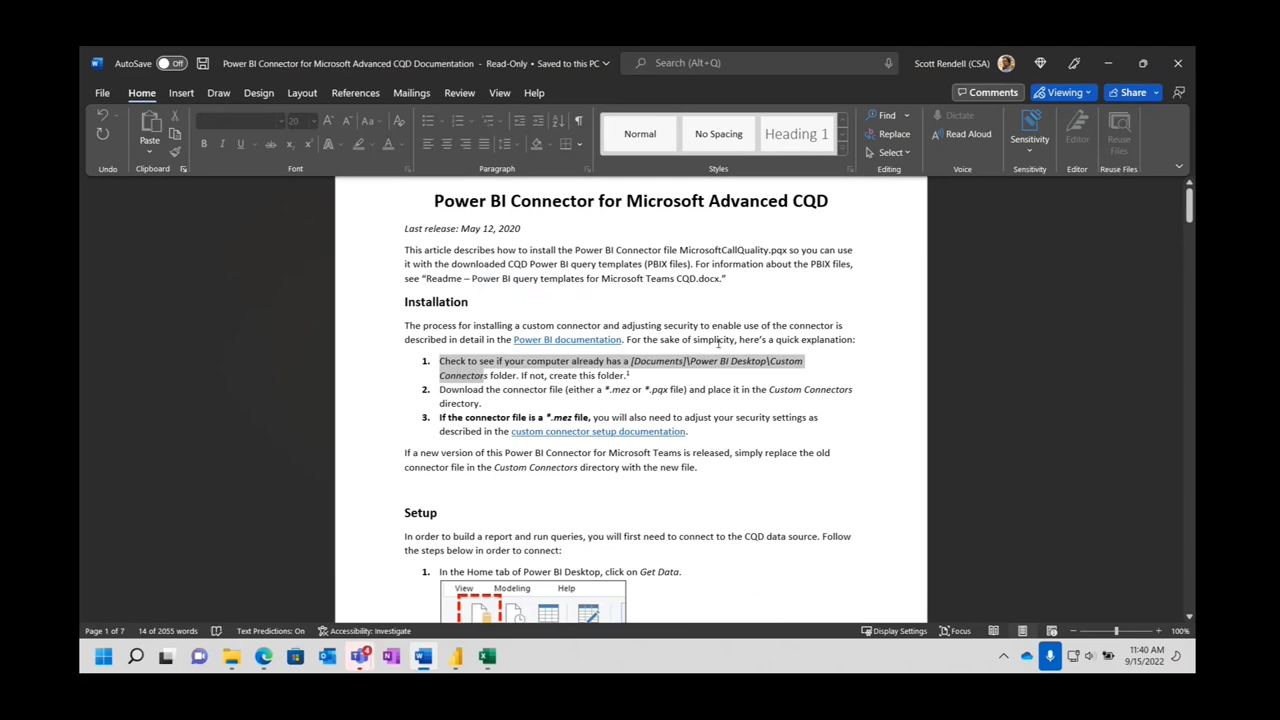 AutoSave Off Power BI Connector for Microsoft Advanced CQD Documentation - Read-Only • Saved to this PC Search (Alt+Q) Scott Rendell (CSA)
File Home Insert Draw Design Layout References Mailings Review View Help Comments Viewing Share
20 Aa Find Dictate
Paste Normal No Spacing Heading 1 Replace Read Aloud Sensitivity Editor Reuse Files
B I U Select
Undo Clipboard Font Paragraph Styles Editing Voice Sensitivity Editor Reuse Files
Power BI Connector for Microsoft Advanced CQD
Last release: May 12, 2020
This article describes how to install the Power BI Connector file MicrosoftCallQuality.pqx so you can use
it with the downloaded CQD Power BI query templates (PBIX files). For information about the PBIX files,
see “Readme – Power BI query templates for Microsoft Teams CQD.docx.”
Installation
The process for installing a custom connector and adjusting security to enable use of the connector is
described in detail in the Power BI documentation. For the sake of simplicity, here’s a quick explanation:
1. Check to see if your computer already has a [Documents]\Power BI Desktop\Custom
Connectors folder. If not, create this folder.1
2. Download the connector file (either a *.mez or *.pqx file) and place it in the Custom Connectors
directory.
3. If the connector file is a *.mez file, you will also need to adjust your security settings as
described in the custom connector setup documentation.
If a new version of this Power BI Connector for Microsoft Teams is released, simply replace the old
connector file in the Custom Connectors directory with the new file.
Setup
In order to build a report and run queries, you will first need to connect to the CQD data source. Follow
the steps below in order to connect:
1. In the Home tab of Power BI Desktop, click on Get Data.
View Modeling Help
Page 1 of 7 14 of 2055 words Text Predictions: On Accessibility: Investigate Display Settings Focus 100%
4 11:40 AM
9/15/2022